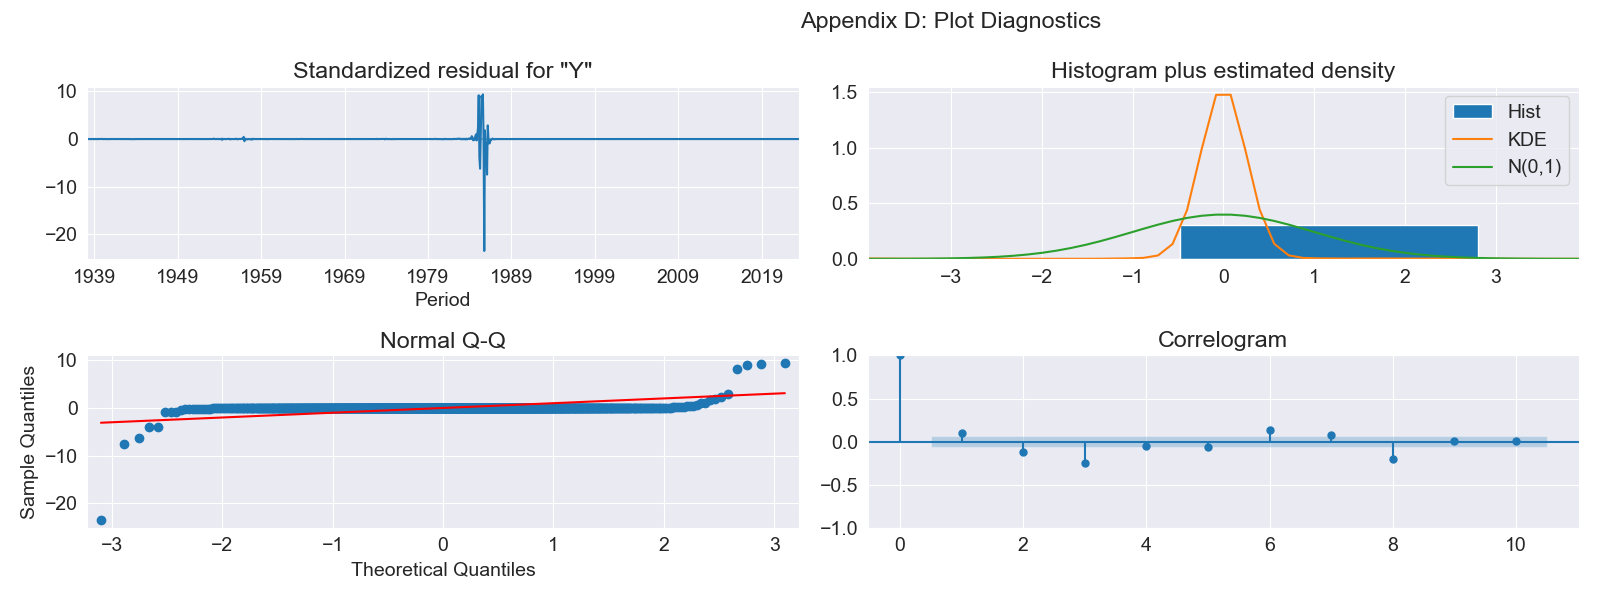 Appendix D: Plot Diagnostics
Standardized residual for "Y"
10
0
−10
−20
1939 1949 1959 1969 1979 1989 1999 2009 2019
Period
Histogram plus estimated density
1.5
1.0
0.5
0.0
−3 −2 −1 0 1 2 3
Hist
KDE
N(0,1)
Normal Q-Q
Sample Quantiles
10
0
−10
−20
−3 −2 −1 0 1 2 3
Theoretical Quantiles
Correlogram
1.0
0.5
0.0
−0.5
−1.0
0 2 4 6 8 10